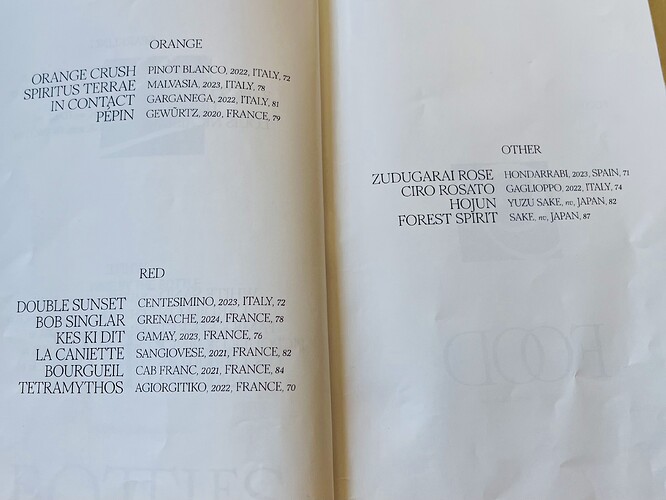 ORANGE
ORANGE CRUSH PINOT BLANCO, 2022, ITALY, 72
SPIRITUS TERRAE MALVASIA, 2023, ITALY, 78
IN CONTACT GARGANEGA, 2022, ITALY, 81
PÉPIN GEWÜRTZ, 2020, FRANCE, 79
RED
DOUBLE SUNSET CENTESIMINO, 2023, ITALY, 72
BOB SINGLAR GRENACHE, 2024, FRANCE, 78
KES KI DIT GAMAY, 2023, FRANCE, 76
LA CANIETTE SANGIOVESE, 2021, FRANCE, 82
BOURGUEIL CAB FRANC, 2021, FRANCE, 84
TETRAMYTHOS AGIORGITIKO, 2022, FRANCE, 70
OTHER
ZUDUGARAI ROSE HONDARRABI, 2023, SPAIN, 71
CIRO ROSATO GAGLIOPPO, 2022, ITALY, 74
HOJUN YUZU SAKE, nv, JAPAN, 82
FOREST SPIRIT SAKE, nv, JAPAN, 87
FOOD
BOTTLES